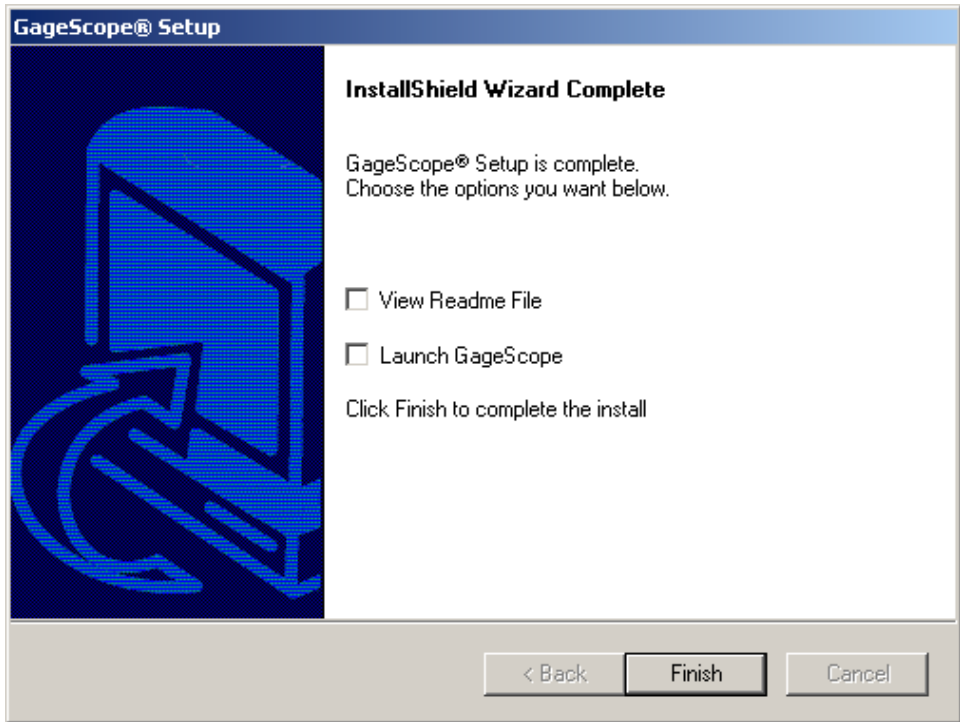 GageScope® Setup
InstallShield Wizard Complete
GageScope® Setup is complete.
Choose the options you want below.
View Readme File
Launch GageScope
Click Finish to complete the install
< Back
Finish
Cancel